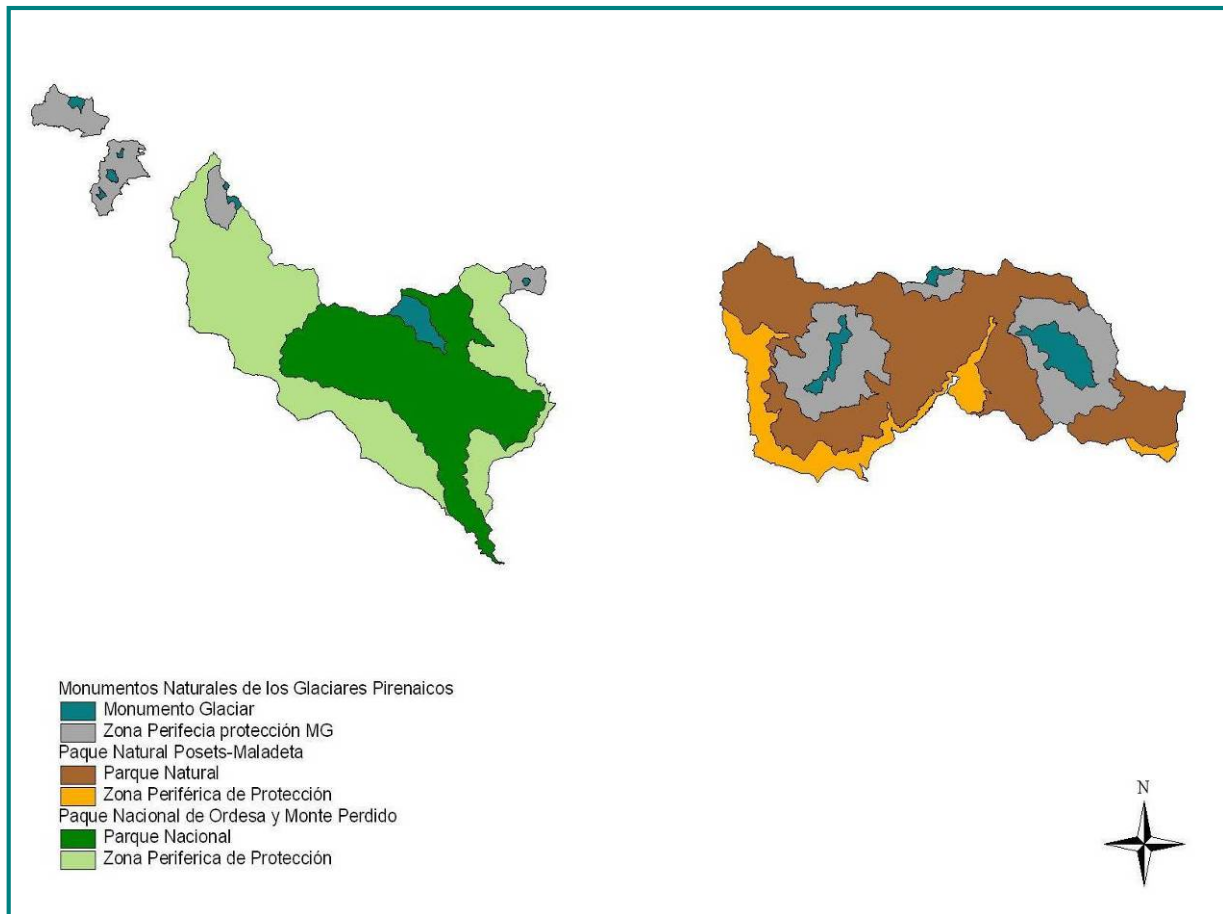 Monumentos Naturales de los Glaciares Pirenaicos
Monumento Glaciar
Zona Perifecia protección MG
Paque Natural Posets-Maladeta
Parque Natural
Zona Periférica de Protección
Paque Nacional de Ordesa y Monte Perdido
Parque Nacional
Zona Periferica de Protección
N